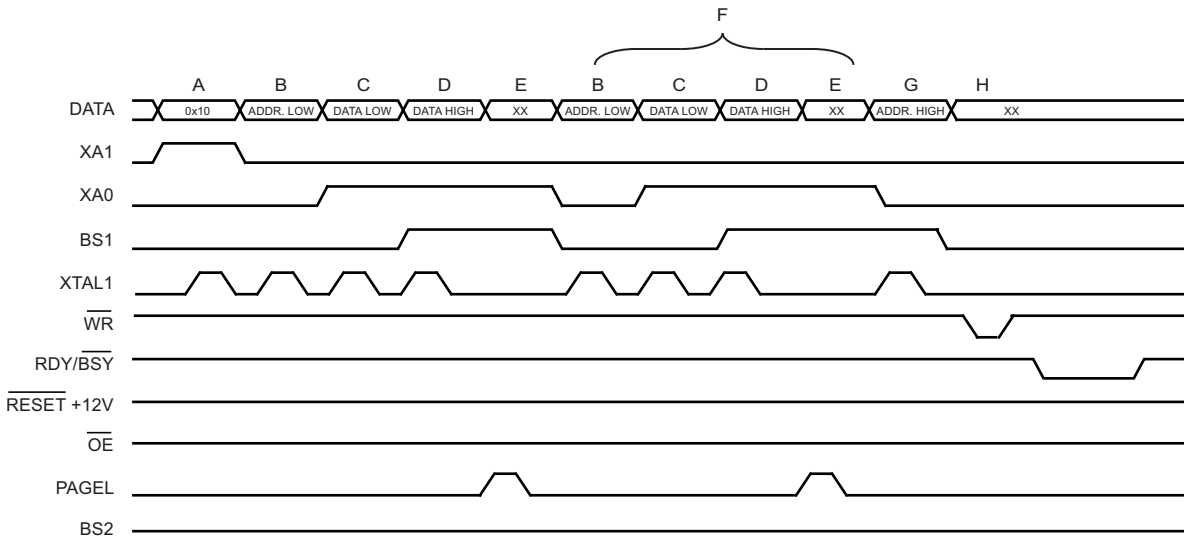 F
A B C D E B C D E G H
DATA 0x10 ADDR. LOW DATA LOW DATA HIGH XX ADDR. LOW DATA LOW DATA HIGH XX ADDR. HIGH XX
XA1
XA0
BS1
XTAL1
WR
RDY/BSY
RESET +12V
OE
PAGEL
BS2